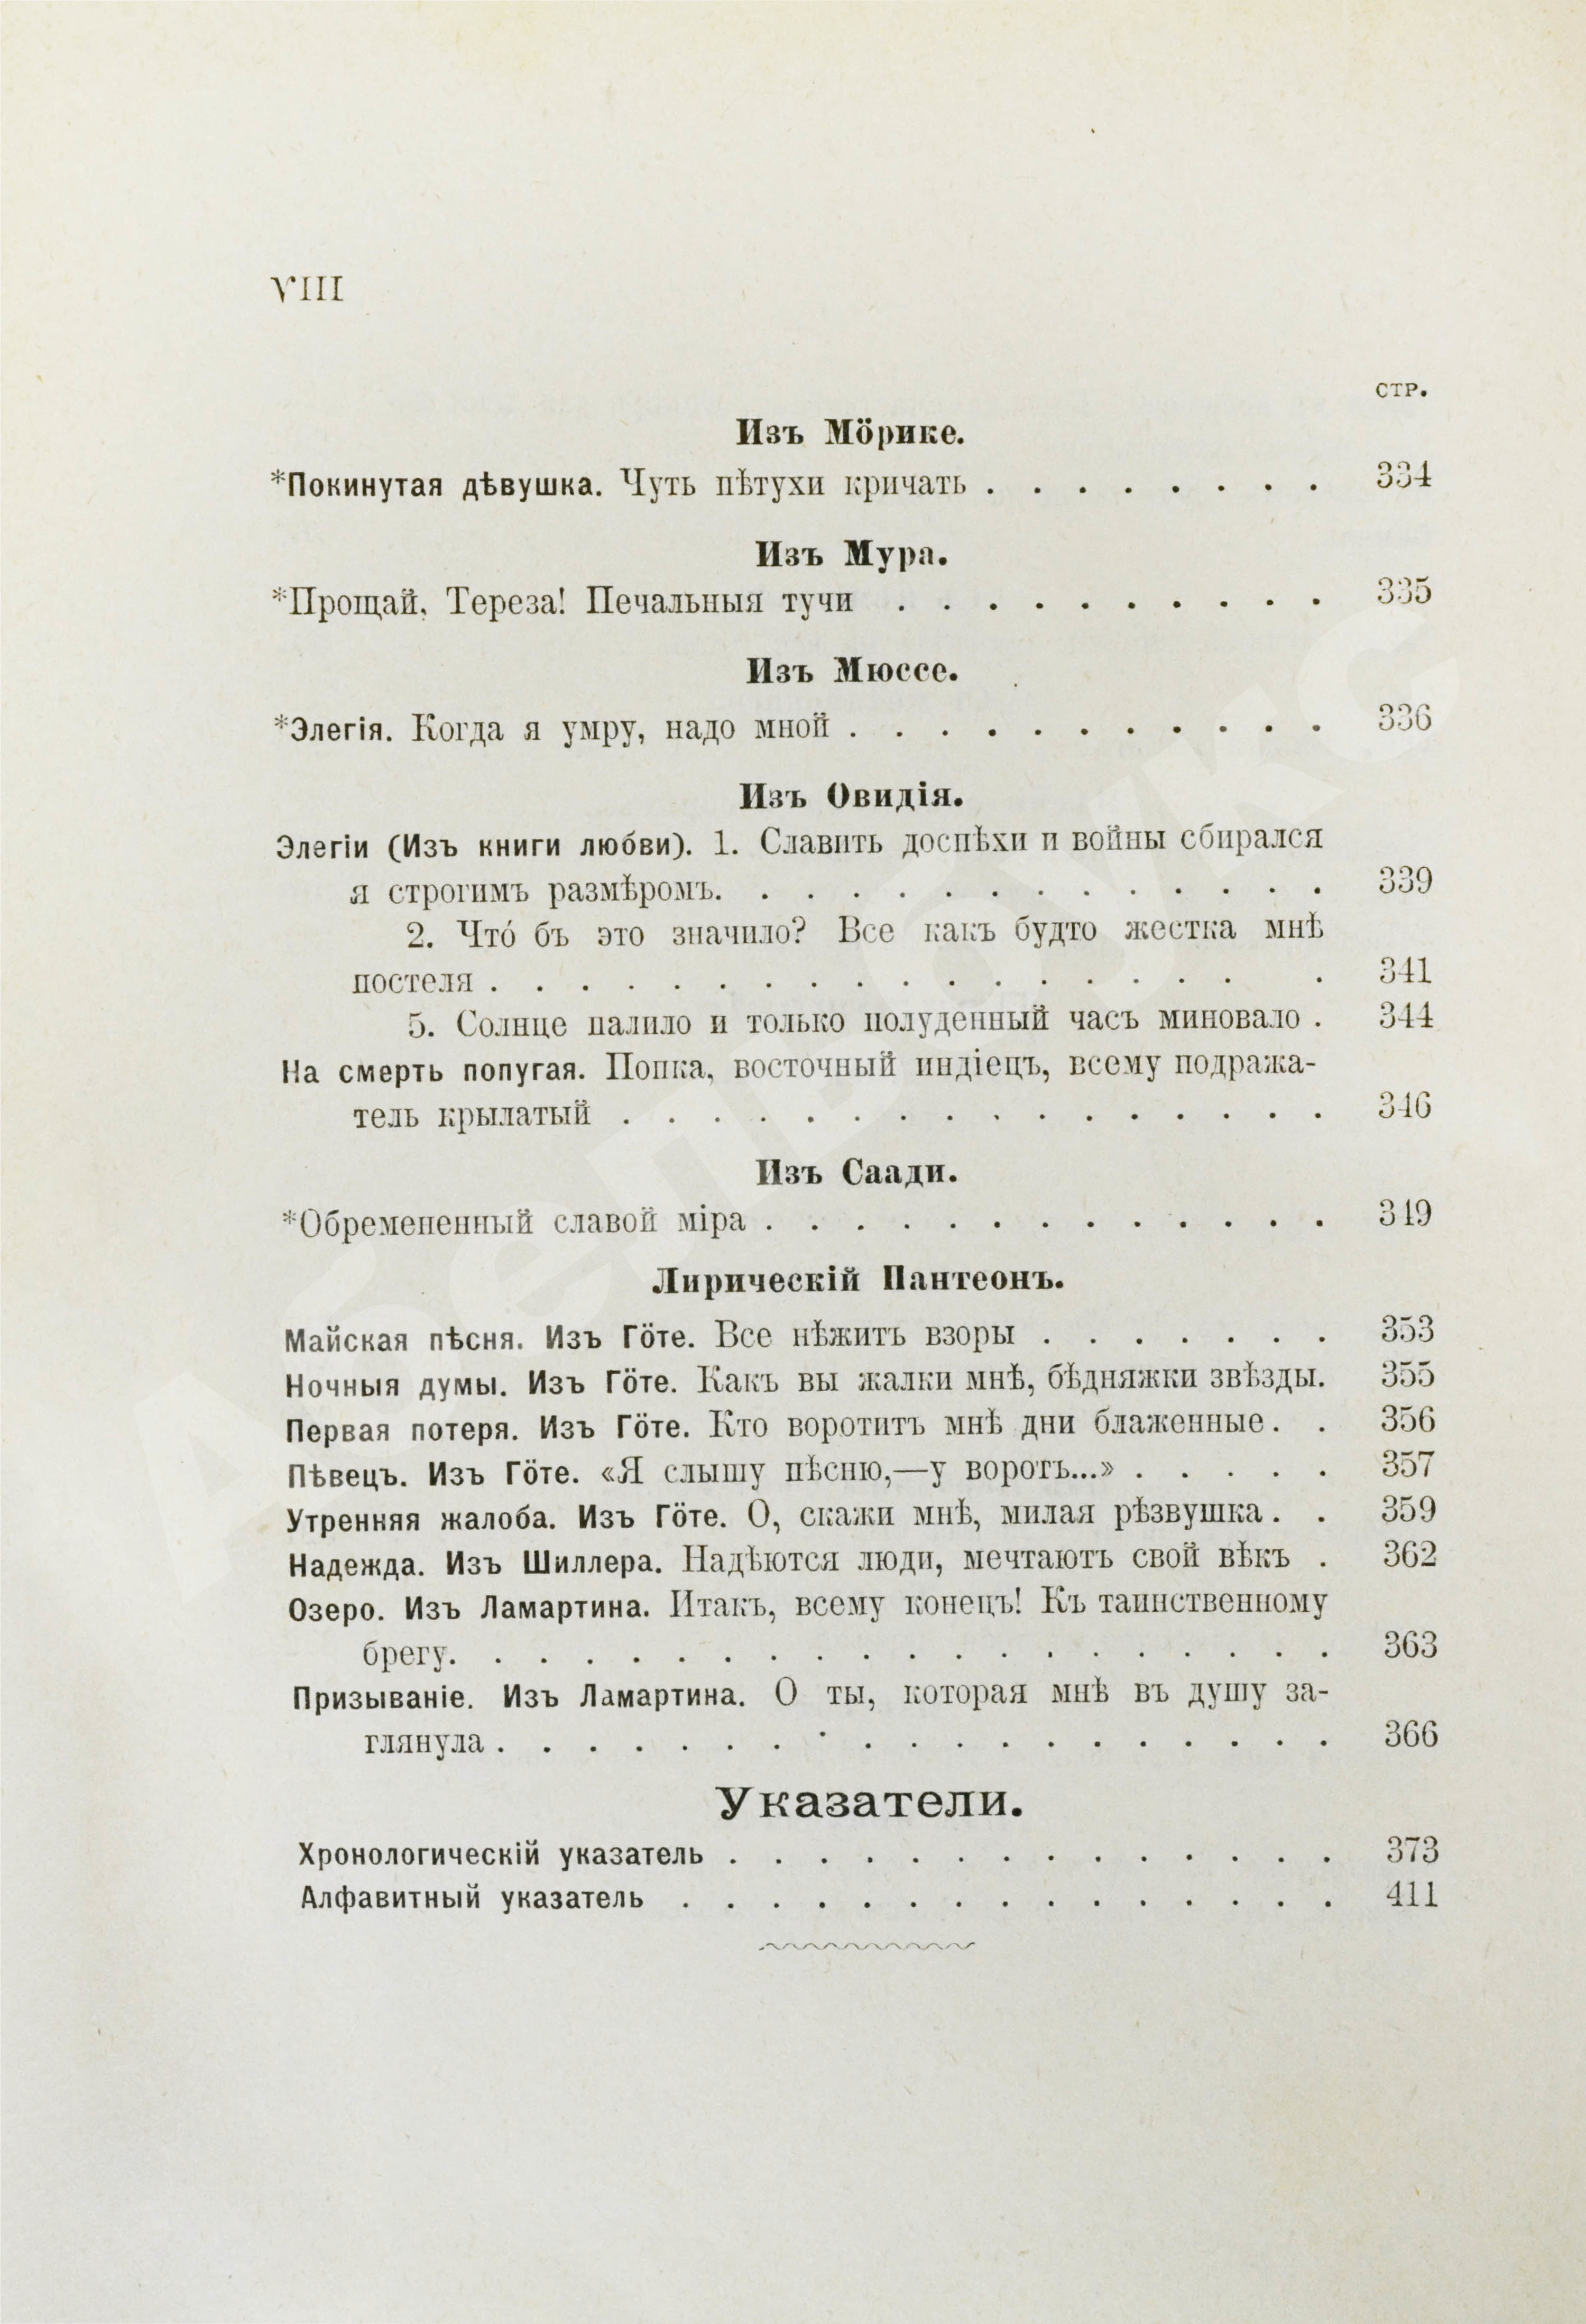 VIII
СТР.
Изъ Мӧрике.
*Покинутая дѣвушка. Чуть пѣтухи кричать . . . . . . . . 334
Изъ Мура.
*Прощай, Тереза! Печальныя тучи . . . . . . . . . . 335
Изъ Мюссе.
*Элегія. Когда я умру, надо мной . . . . . . . . . . . 336
Изъ Овидія.
Элегіи (Изъ книги любви). 1. Славить доспѣхи и войны сбирался
я строгимъ размѣромъ. . . . . . . . . . . . . . 339
2. Что́ бъ это значило? Все какъ будто жестка мнѣ
постеля . . . . . . . . . . . . . . . . . . 341
5. Солнце палило и только полуденный часъ миновало . 344
На смерть попугая. Попка, восточный индіецъ, всему подража-
тель крылатый . . . . . . . . . . . . . . . . 346
Изъ Саади.
*Обремененный славой міра . . . . . . . . . . . . . 349
Лирическій Пантеонъ.
Майская пѣсня. Изъ Гӧте. Все нѣжитъ взоры . . . . . . . 353
Ночныя думы. Изъ Гӧте. Какъ вы жалки мнѣ, бѣдняжки звѣзды. 355
Первая потеря. Изъ Гӧте. Кто воротитъ мнѣ дни блаженные. . 356
Пѣвецъ. Изъ Гӧте. «Я слышу пѣсню,—у воротъ...» . . . . . 357
Утренняя жалоба. Изъ Гӧте. О, скажи мнѣ, милая рѣзвушка. . 359
Надежда. Изъ Шиллера. Надѣются люди, мечтаютъ свой вѣкъ . 362
Озеро. Изъ Ламартина. Итакъ, всему конецъ! Къ таинственному
брегу. . . . . . . . . . . . . . . . . . . . 363
Призываніе. Изъ Ламартина. О ты, которая мнѣ въ душу за-
глянула . . . . . . . . . . . . . . . . . . . 366
Указатели.
Хронологическій указатель . . . . . . . . . . . . . . 373
Алфавитный указатель . . . . . . . . . . . . . . . 411